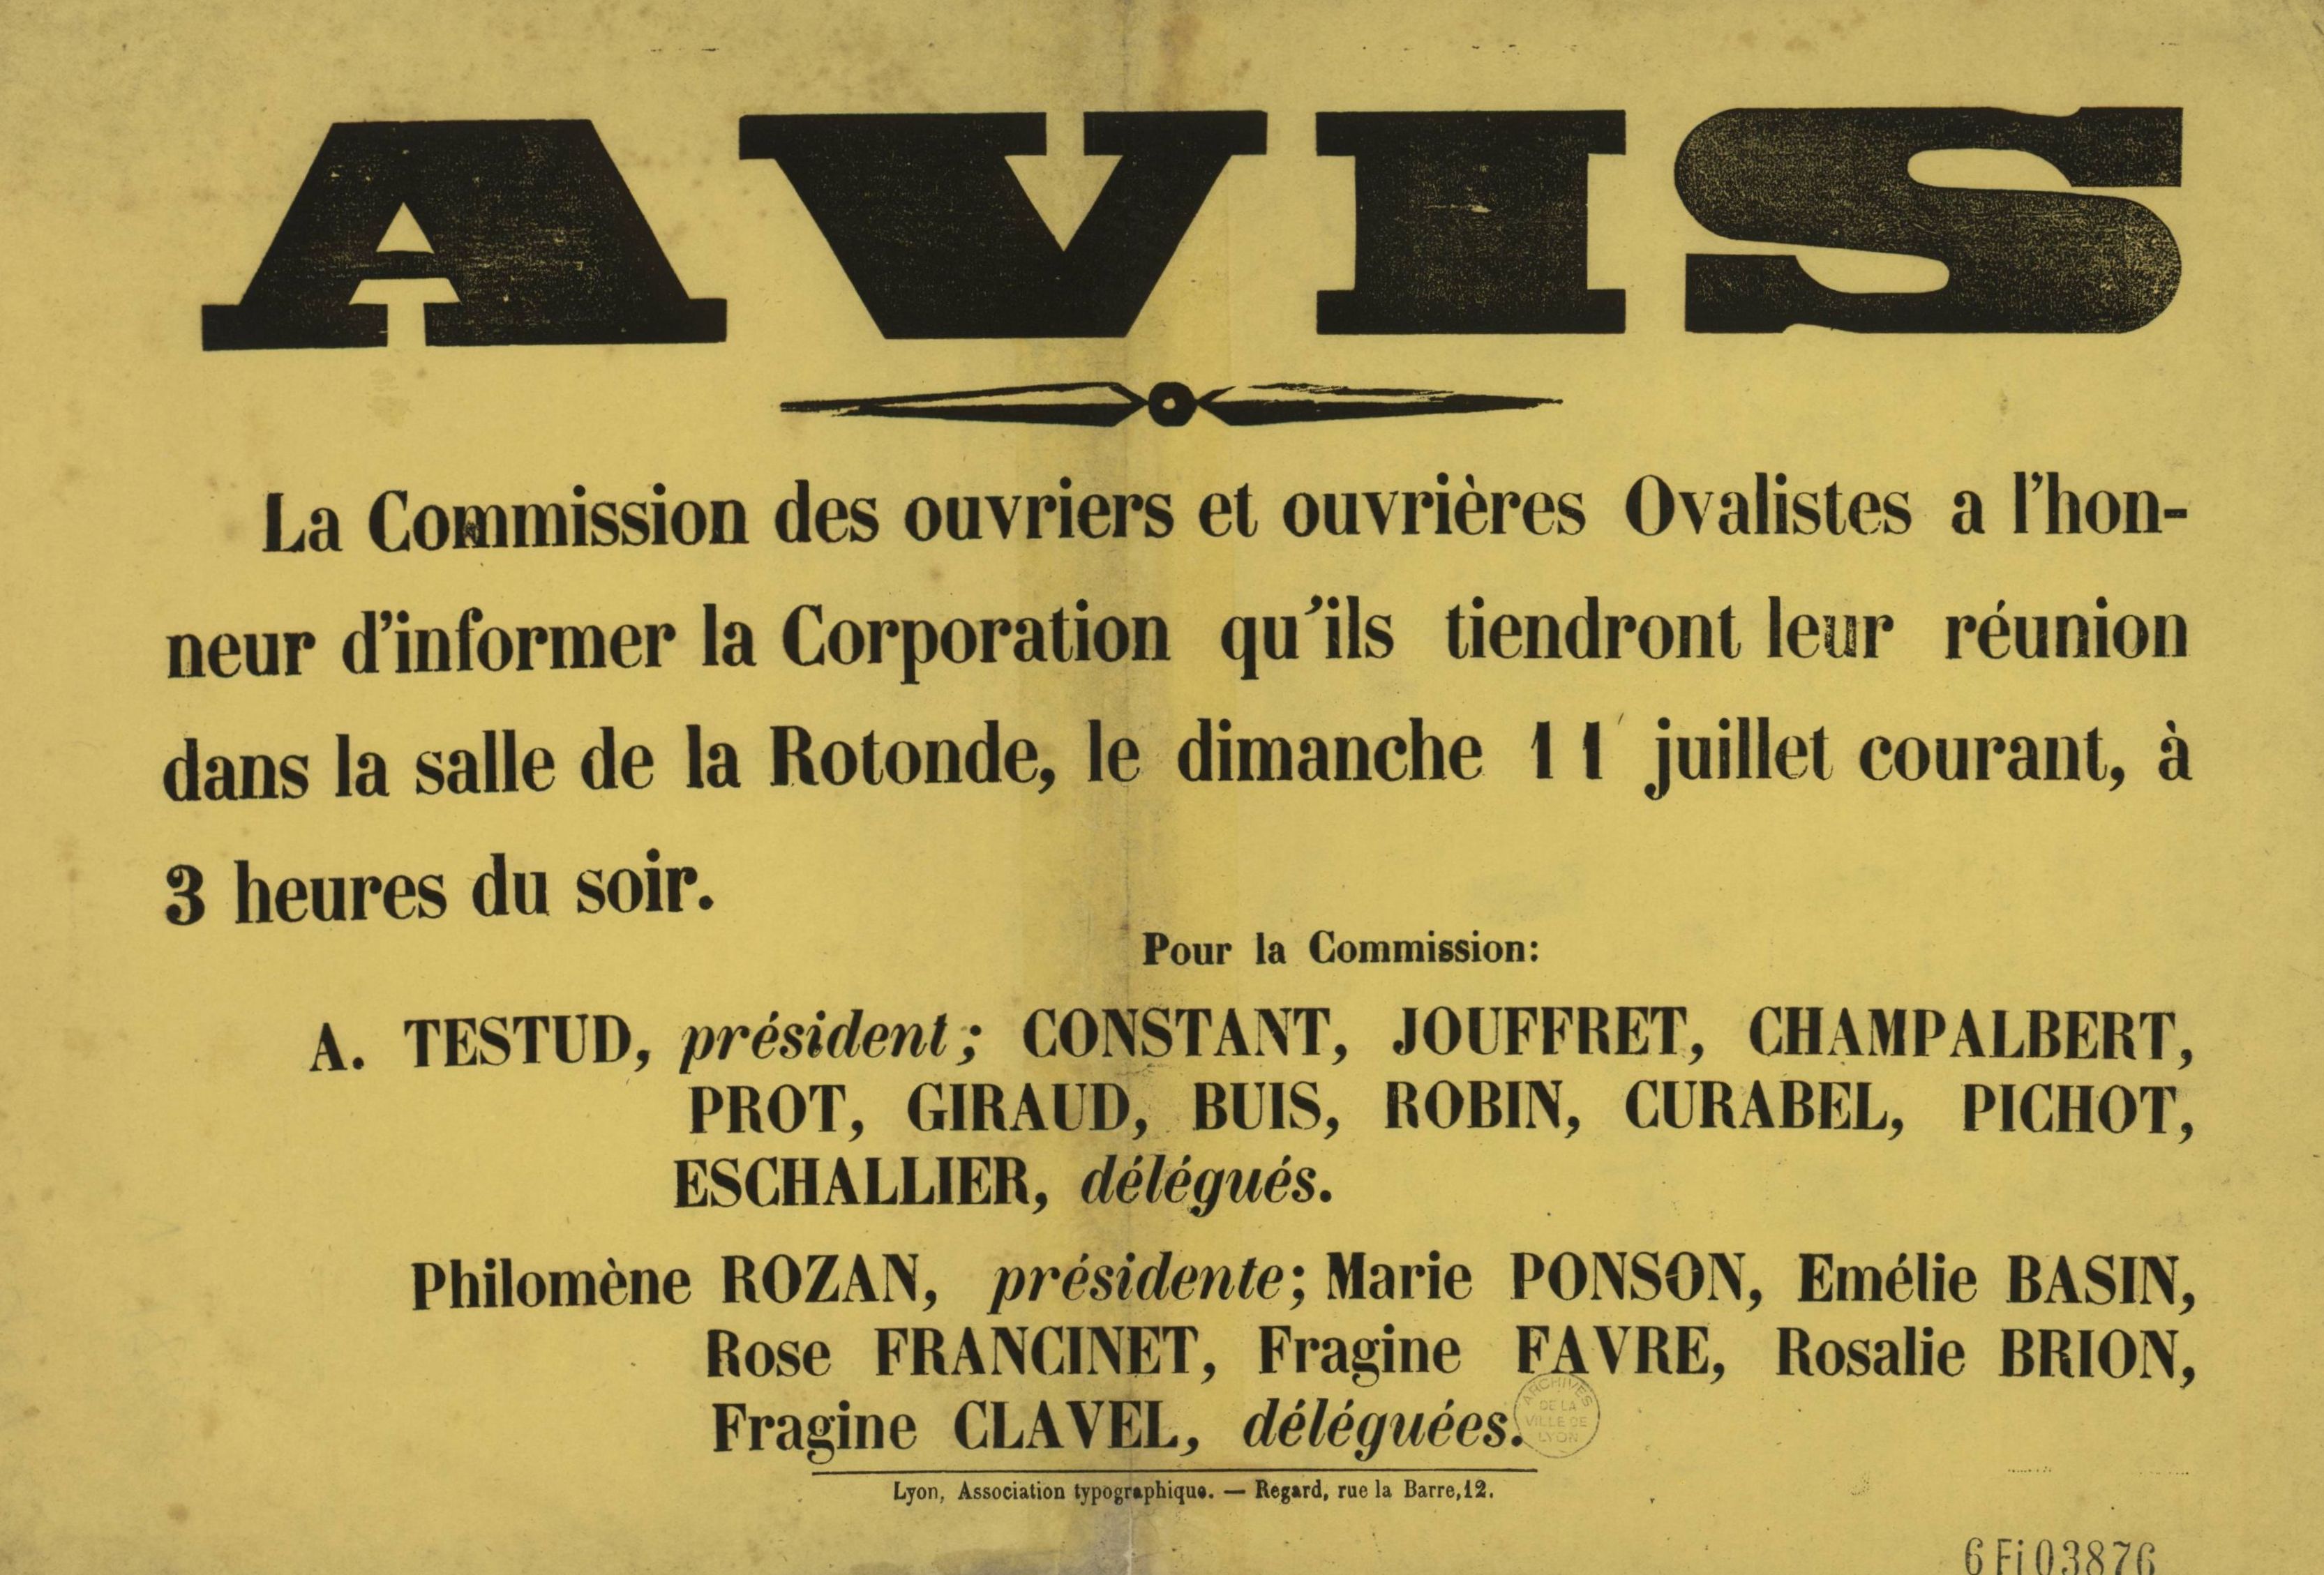 AVIS
La Commission des ouvriers et ouvrières Ovalistes a l'hon-
neur d'informer la Corporation qu'ils tiendront leur réunion
dans la salle de la Rotonde, le dimanche 11 juillet courant, à
3 heures du soir.
Pour la Commission:
A. TESTUD, président; CONSTANT, JOUFFRET, CHAMPALBERT,
PROT, GIRAUD, BUIS, ROBIN, CURABEL, PICHOT,
ESCHALLIER, délégués.
Philomène ROZAN, présidente; Marie PONSON, Emélie BASIN,
Rose FRANCINET, Fragine FAVRE, Rosalie BRION,
Fragine CLAVEL, déléguées.
ARCHIVES
DE LA
VILLE DE
LYON
Lyon, Association typographique. — Regard, rue la Barre, 12.
6 Fi 03876